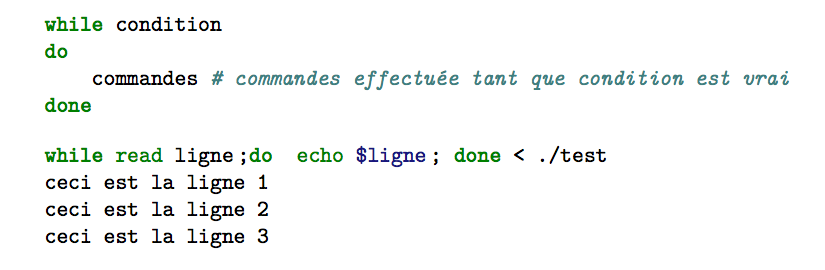 while condition
do
    commandes # commandes effectuée tant que condition est vrai
done
while read ligne ;do  echo $ligne ; done < ./test
ceci est la ligne 1
ceci est la ligne 2
ceci est la ligne 3